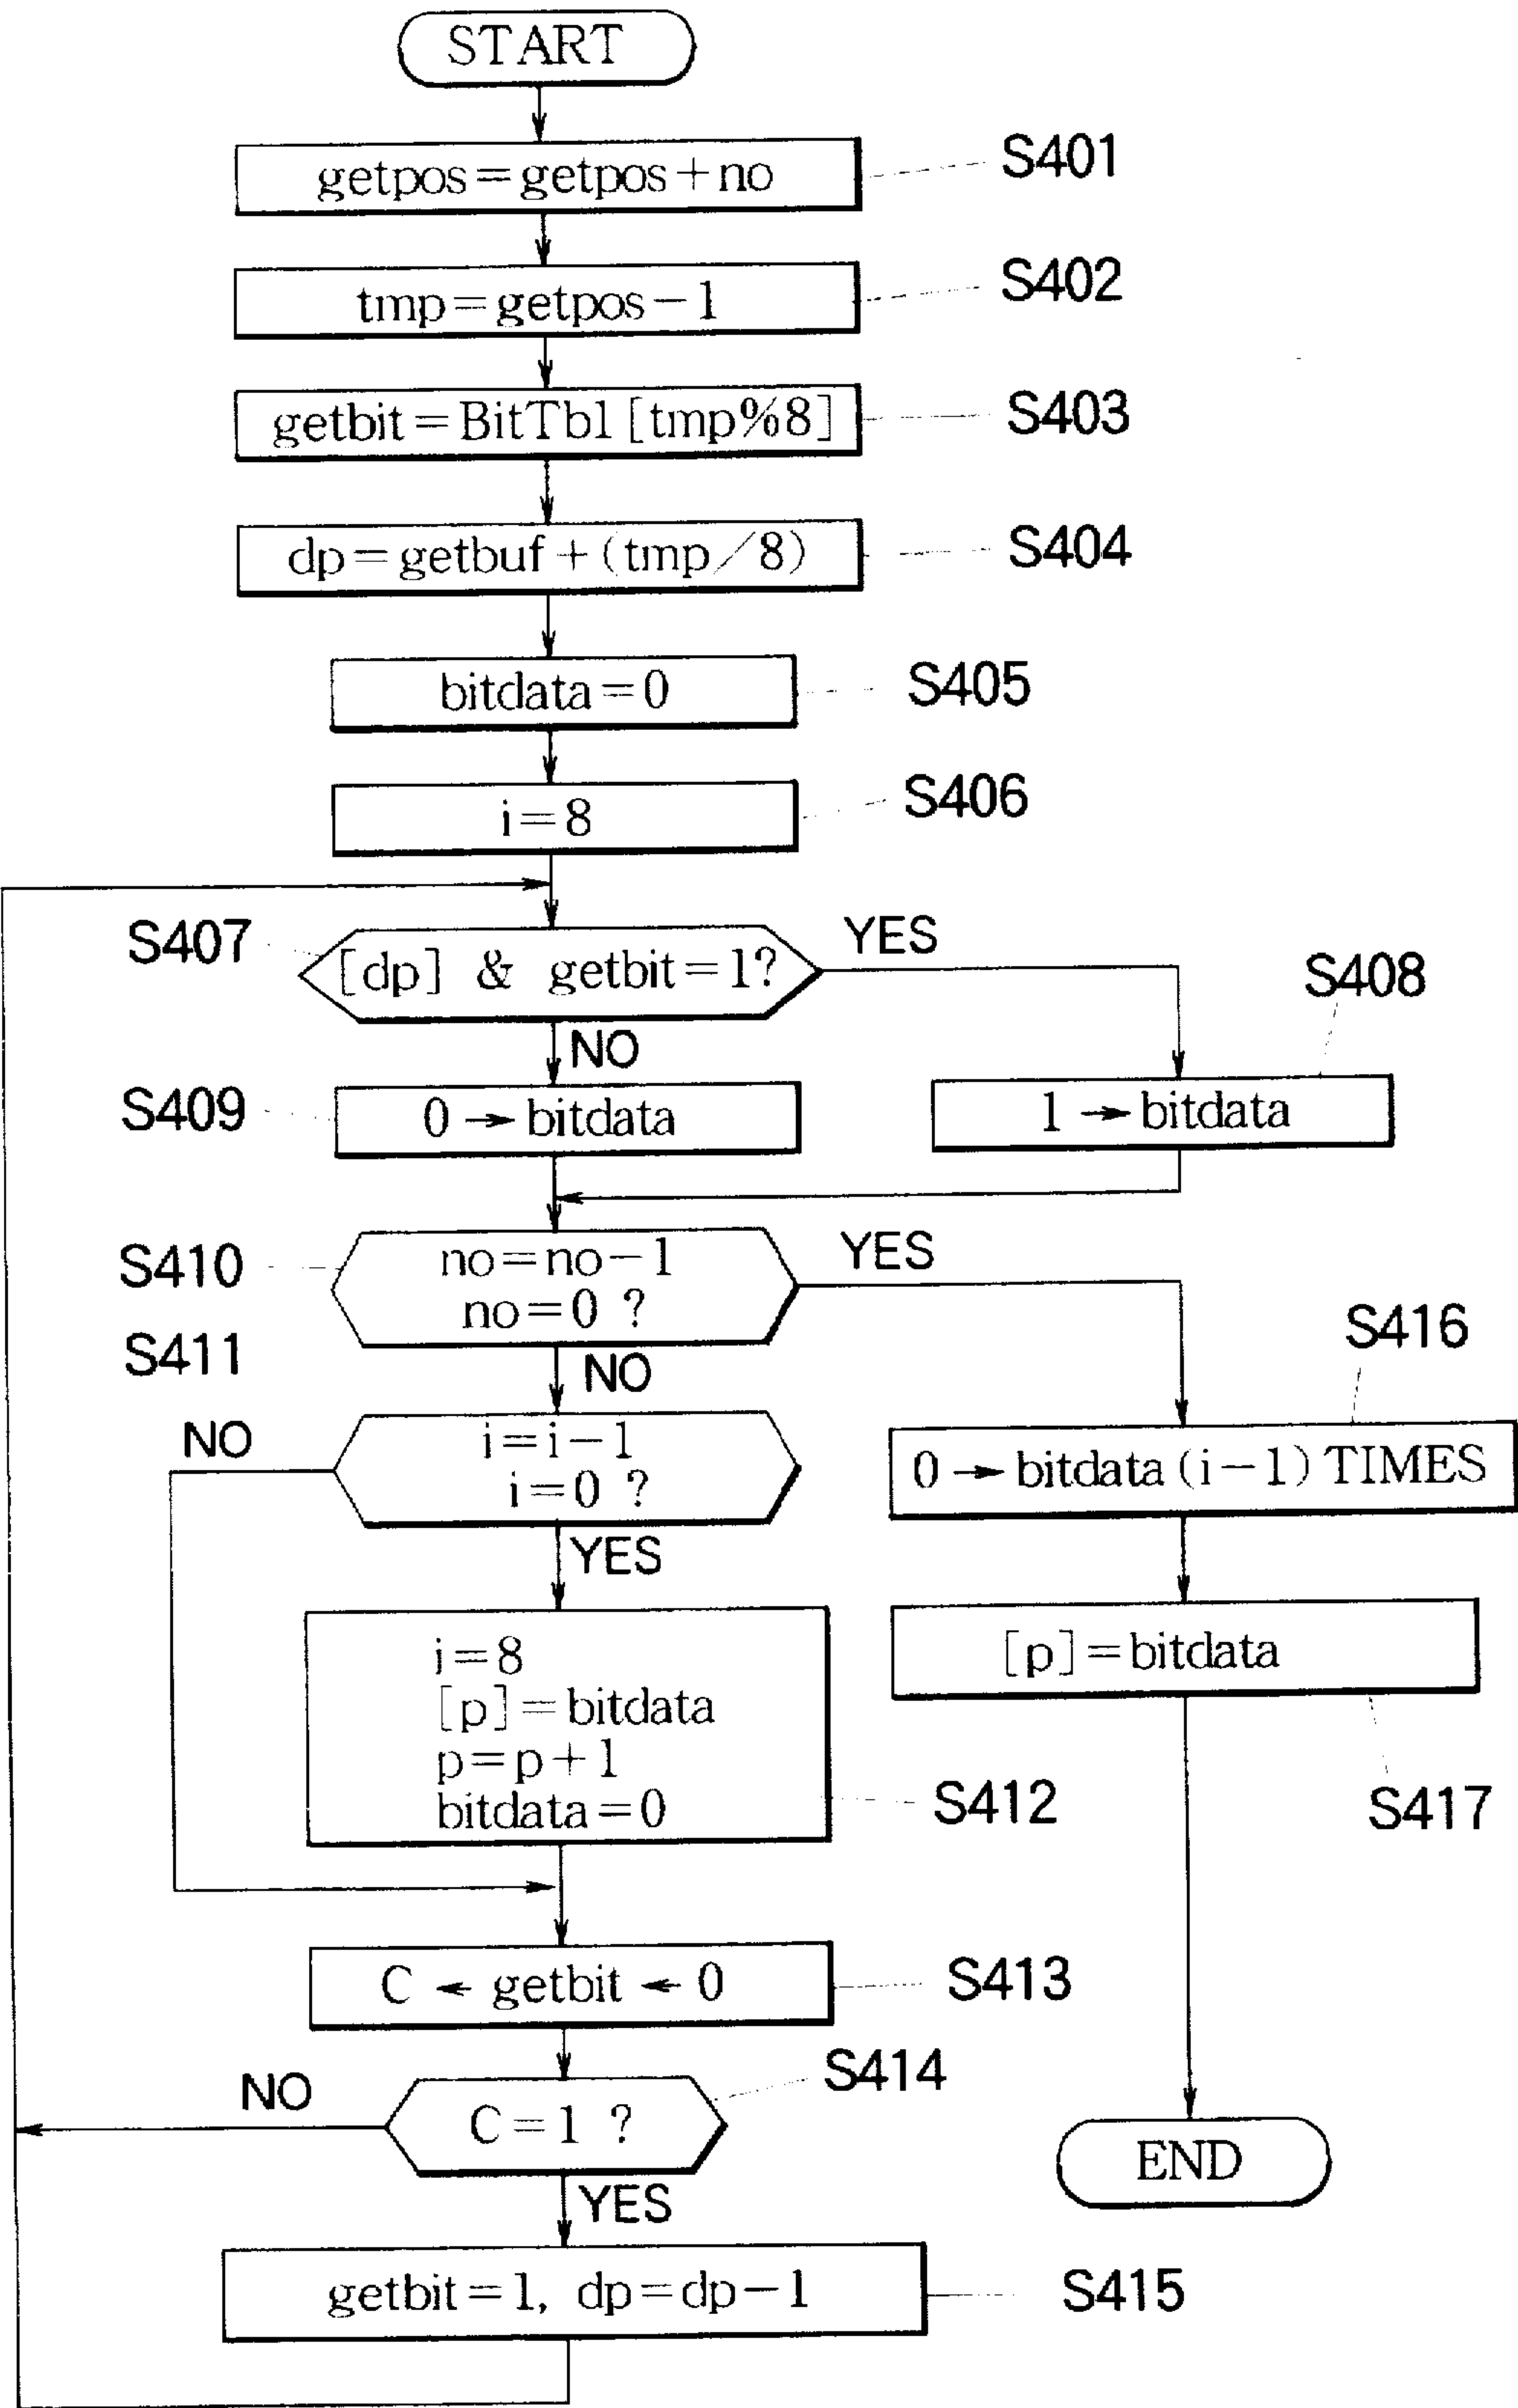 START
getpos=getpos+no
S401
tmp=getpos-1
S402
getbit=BitTbl[tmp%8]
S403
dp=getbuf+(tmp/8)
S404
bitdata=0
S405
i=8
S406
S407
[dp] & getbit=1?
YES
NO
S408
S409
0→bitdata
1→bitdata
S410
no=no-1
no=0 ?
YES
NO
S411
i=i-1
i=0 ?
NO
YES
S416
0→bitdata(i-1) TIMES
i=8
[p]=bitdata
p=p+1
bitdata=0
S412
[p]=bitdata
S417
C ← getbit ← 0
S413
C=1 ?
S414
NO
YES
END
getbit=1, dp=dp-1
S415